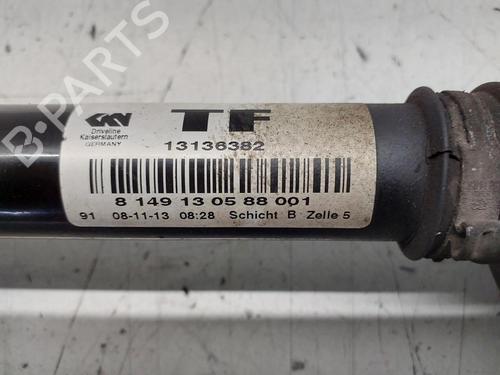 GKN
Driveline
Kaiserslautern
GERMANY
TF
13136382
8 149 13 05 88 001
91 08-11-13 08:28 Schicht B Zelle 5
B-PARTS